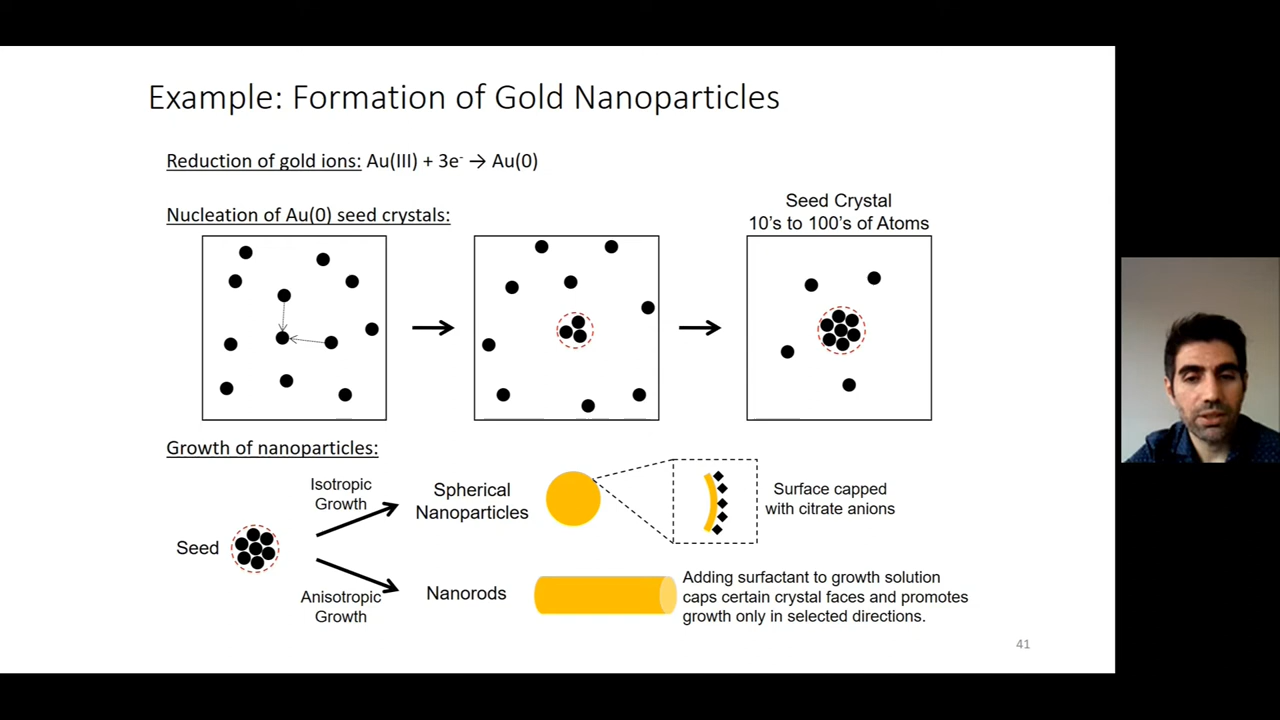 Example: Formation of Gold Nanoparticles
Reduction of gold ions: Au(III) + 3e⁻ → Au(0)
Nucleation of Au(0) seed crystals:
Seed Crystal
10's to 100's of Atoms
Growth of nanoparticles:
Isotropic
Growth
Spherical
Nanoparticles
Surface capped
with citrate anions
Seed
Anisotropic
Growth
Nanorods
Adding surfactant to growth solution
caps certain crystal faces and promotes
growth only in selected directions.
41